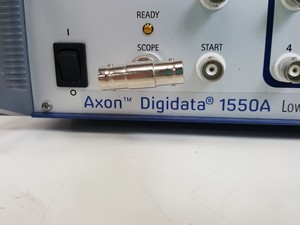 READY
I
SCOPE
START
4
O
Axon™ Digidata® 1550A Low